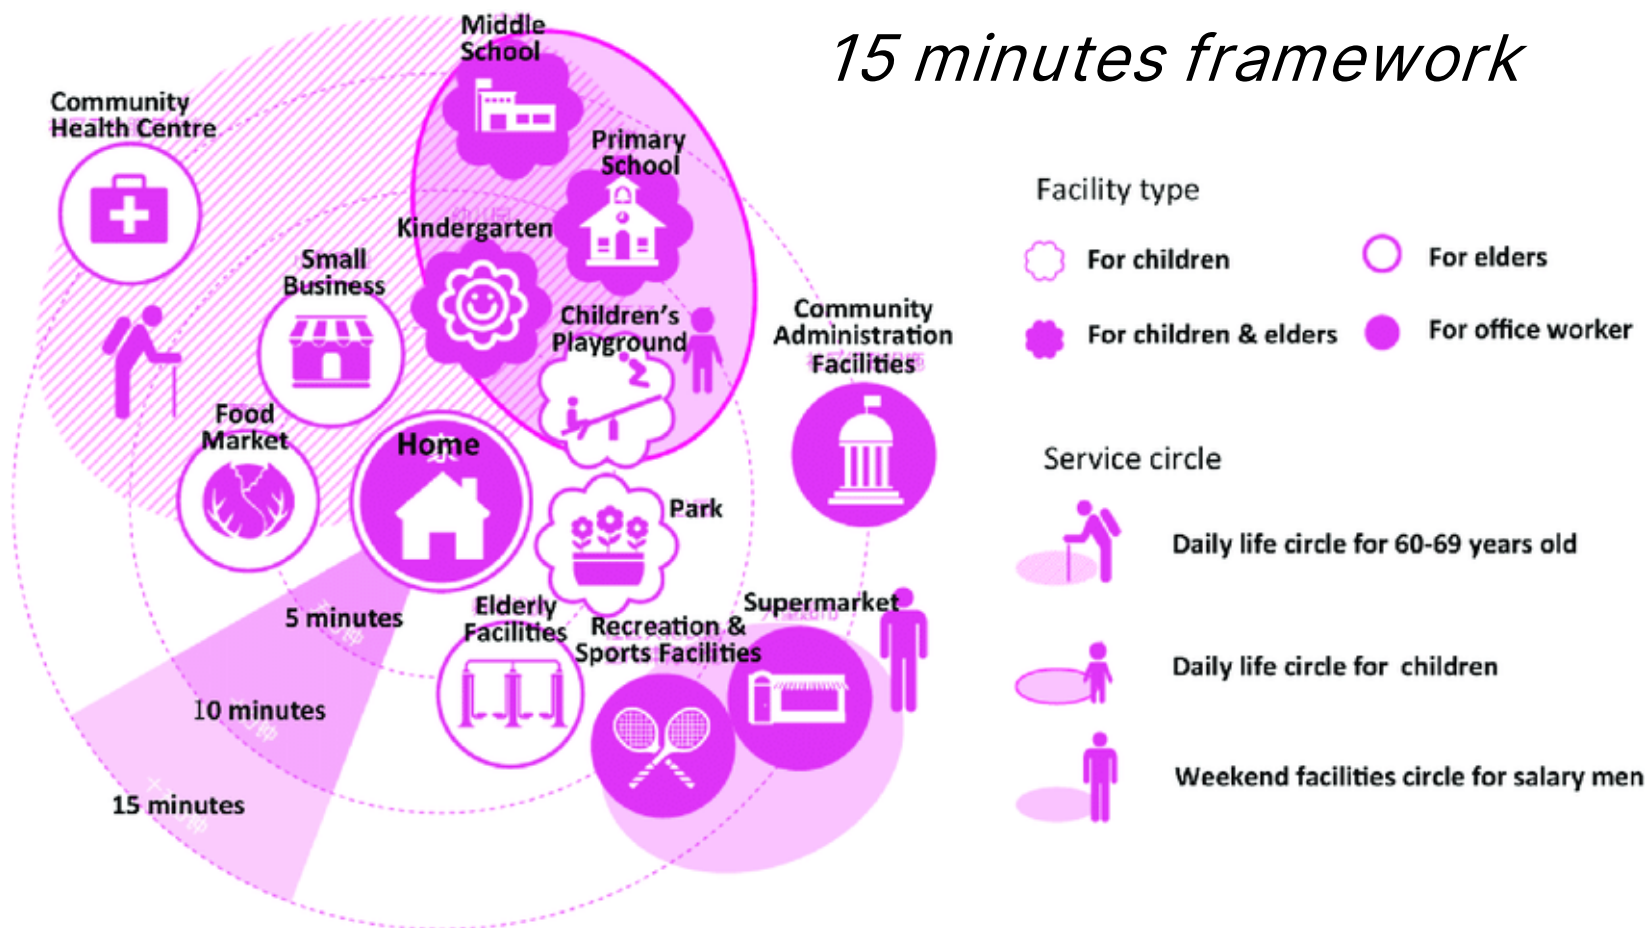 15 minutes framework
Middle
School
Community
Health Centre
Primary
School
Kindergarten
Small
Business
Children's
Playground
Community
Administration
Facilities
Food
Market
Home
Park
5 minutes
Elderly
Facilities
Recreation &
Sports Facilities
Supermarket
10 minutes
15 minutes
Facility type
For children
For elders
For children & elders
For office worker
Service circle
Daily life circle for 60-69 years old
Daily life circle for children
Weekend facilities circle for salary men